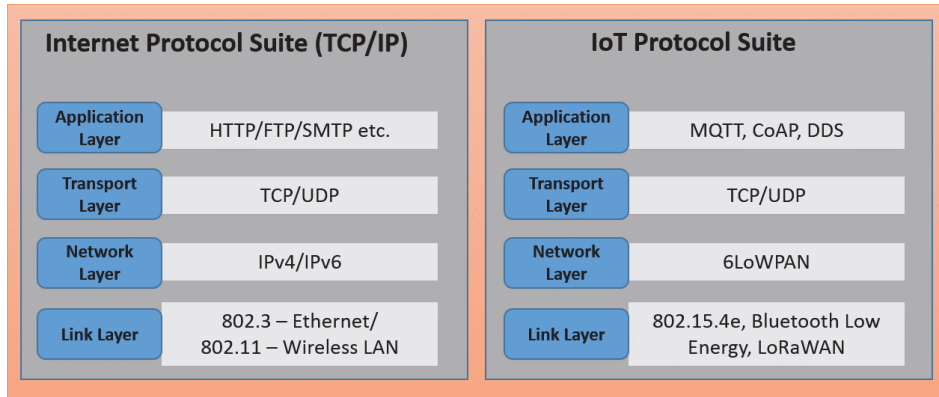 Internet Protocol Suite (TCP/IP)
Application
Layer
HTTP/FTP/SMTP etc.
Transport
Layer
TCP/UDP
Network
Layer
IPv4/IPv6
Link Layer
802.3 – Ethernet/
802.11 – Wireless LAN
IoT Protocol Suite
Application
Layer
MQTT, CoAP, DDS
Transport
Layer
TCP/UDP
Network
Layer
6LoWPAN
Link Layer
802.15.4e, Bluetooth Low
Energy, LoRaWAN